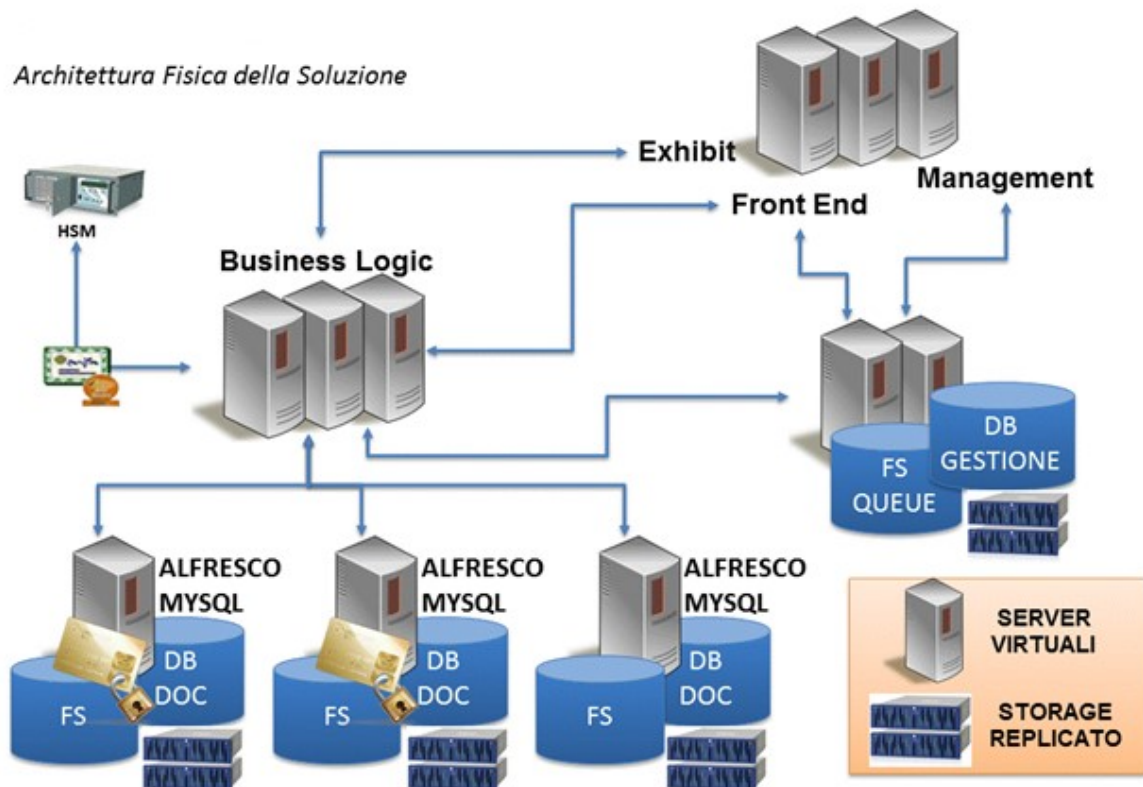 Architettura Fisica della Soluzione
Exhibit
Management
Front End
HSM
Business Logic
DB
GESTIONE
FS
QUEUE
ALFRESCO
MYSQL
DB
DOC
FS
ALFRESCO
MYSQL
DB
DOC
FS
ALFRESCO
MYSQL
DB
DOC
FS
SERVER
VIRTUALI
STORAGE
REPLICATO